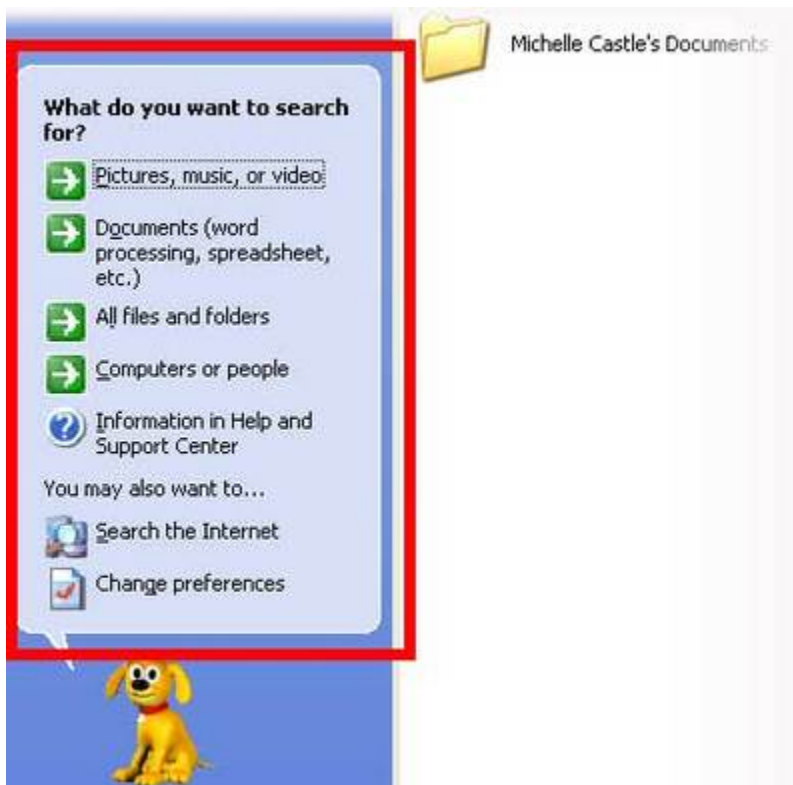 Michelle Castle's Documents
What do you want to search
for?
Pictures, music, or video
Documents (word
processing, spreadsheet,
etc.)
All files and folders
Computers or people
Information in Help and
Support Center
You may also want to...
Search the Internet
Change preferences